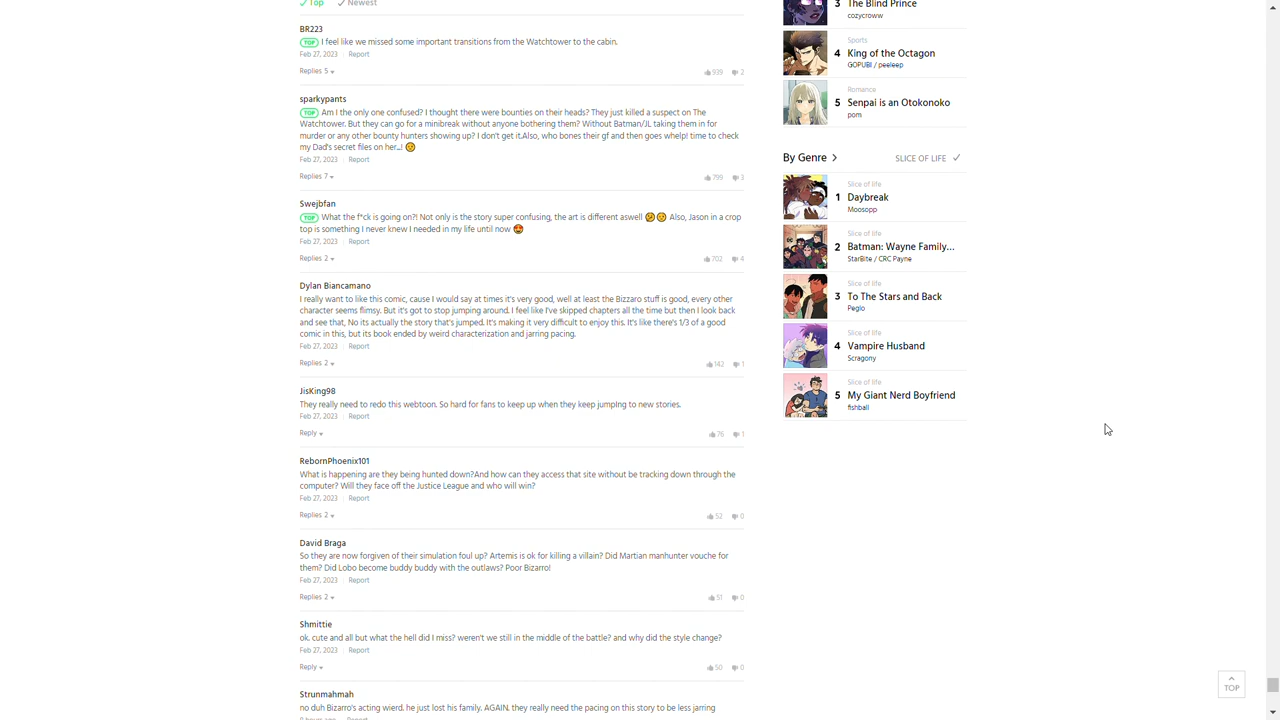 Top Newest
BR223
TOP I feel like we missed some important transitions from the Watchtower to the cabin.
Feb 27, 2023 Report
Replies 5
939 2
sparkypants
TOP Am I the only one confused? I thought there were bounties on their heads? They just killed a suspect on The
Watchtower. But they can go for a minibreak without anyone bothering them? Without Batman/JL taking them in for
murder or any other bounty hunters showing up? I don't get it.Also, who bones their gf and then goes whelp! time to check
my Dad's secret files on her...!
Feb 27, 2023 Report
Replies 7
799 3
Swejbfan
TOP What the f*ck is going on?! Not only is the story super confusing, the art is different aswell Also, Jason in a crop
top is something I never knew I needed in my life until now
Feb 27, 2023 Report
Replies 2
702 4
Dylan Biancamano
I really want to like this comic, cause I would say at times it's very good, well at least the Bizzaro stuff is good, every other
character seems flimsy. But it's got to stop jumping around. I feel like I've skipped chapters all the time but then I look back
and see that, No its actually the story that's jumped. It's making it very difficult to enjoy this. It's like there's 1/3 of a good
comic in this, but its book ended by weird characterization and jarring pacing.
Feb 27, 2023 Report
Replies 2
142 1
JisKing98
They really need to redo this webtoon. So hard for fans to keep up when they keep jumping to new stories.
Feb 27, 2023 Report
Reply
76 1
RebornPhoenix101
What is happening are they being hunted down?And how can they access that site without be tracking down through the
computer? Will they face off the Justice League and who will win?
Feb 27, 2023 Report
Replies 2
52 0
David Braga
So they are now forgiven of their simulation foul up? Artemis is ok for killing a villain? Did Martian manhunter vouche for
them? Did Lobo become buddy buddy with the outlaws? Poor Bizarro!
Feb 27, 2023 Report
Replies 2
51 0
Shmittie
ok, cute and all but what the hell did I miss? weren't we still in the middle of the battle? and why did the style change?
Feb 27, 2023 Report
Reply
50 0
Strunmahmah
no duh Bizarro's acting wierd. he just lost his family. AGAIN. they really need the pacing on this story to be less jarring
hours ago Report
3 The Blind Prince
cozycroww
Sports
4 King of the Octagon
GOPUBI / peeleep
Romance
5 Senpai is an Otokonoko
pom
By Genre SLICE OF LIFE
Slice of life
1 Daybreak
Moosopp
Slice of life
2 Batman: Wayne Family...
StarBite / CRC Payne
Slice of life
3 To The Stars and Back
Peglo
Slice of life
4 Vampire Husband
Scragony
Slice of life
5 My Giant Nerd Boyfriend
fishball
TOP